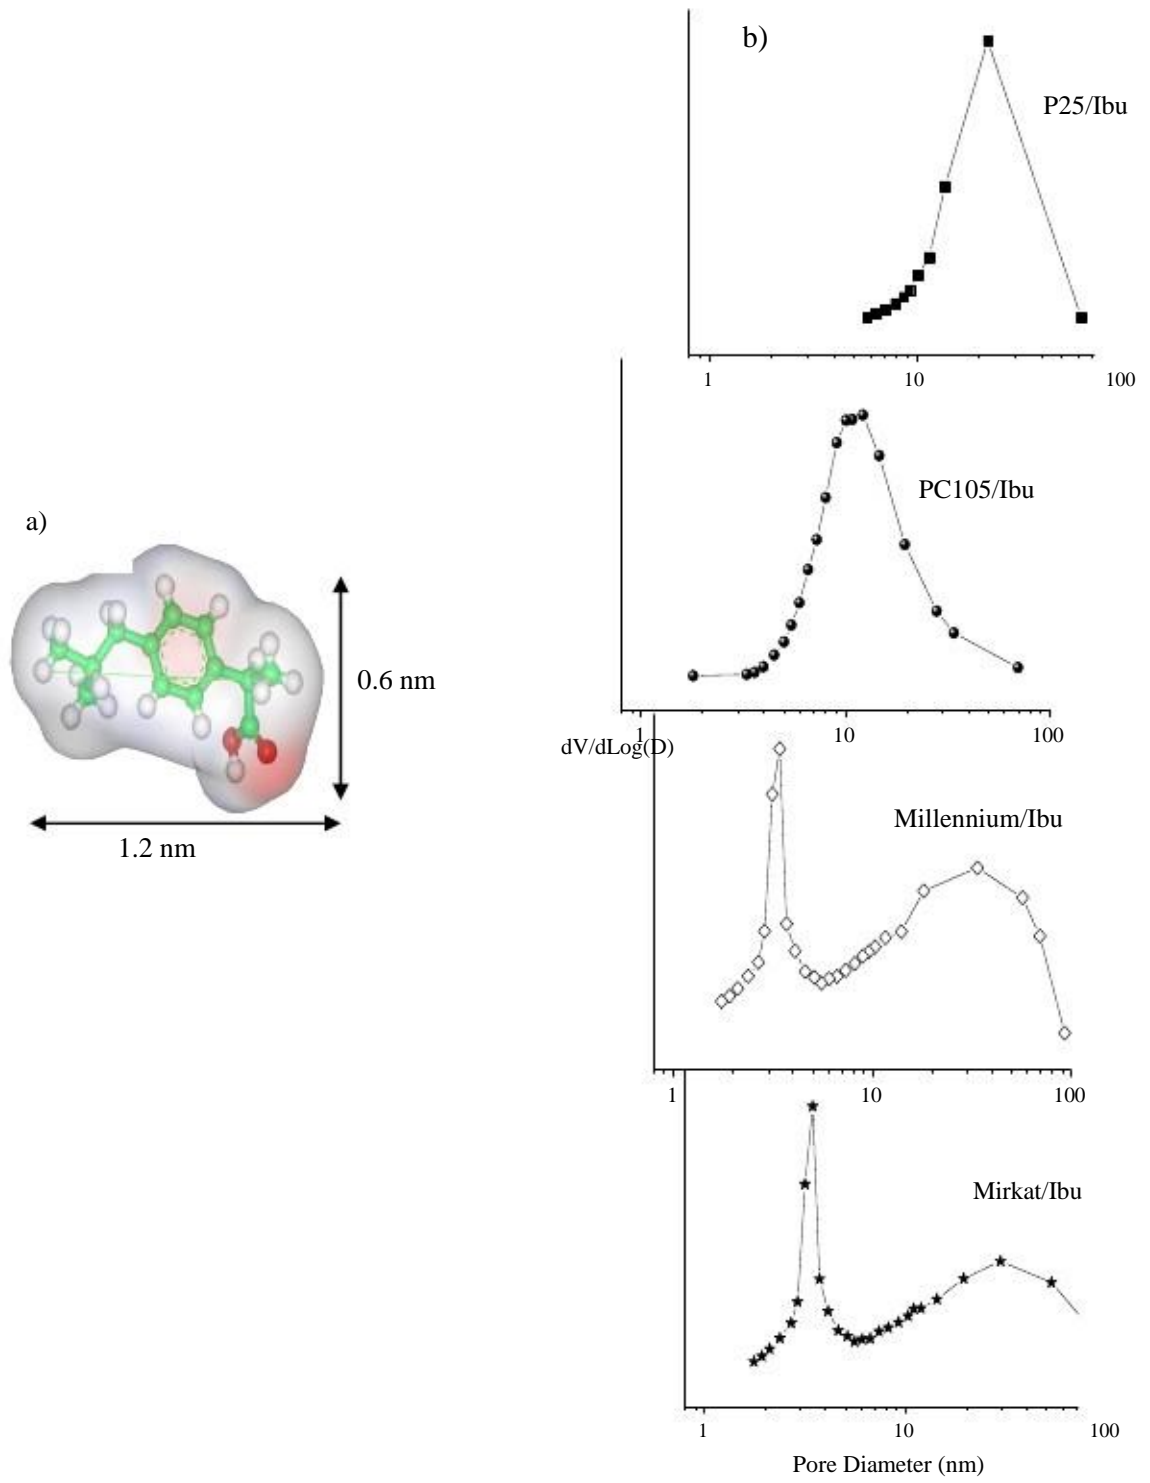 a)
0.6 nm
1.2 nm
b)
P25/Ibu
1 10 100
PC105/Ibu
1 10 100
dV/dLog(D)
Millennium/Ibu
1 10 100
Mirkat/Ibu
1 10 100
Pore Diameter (nm)